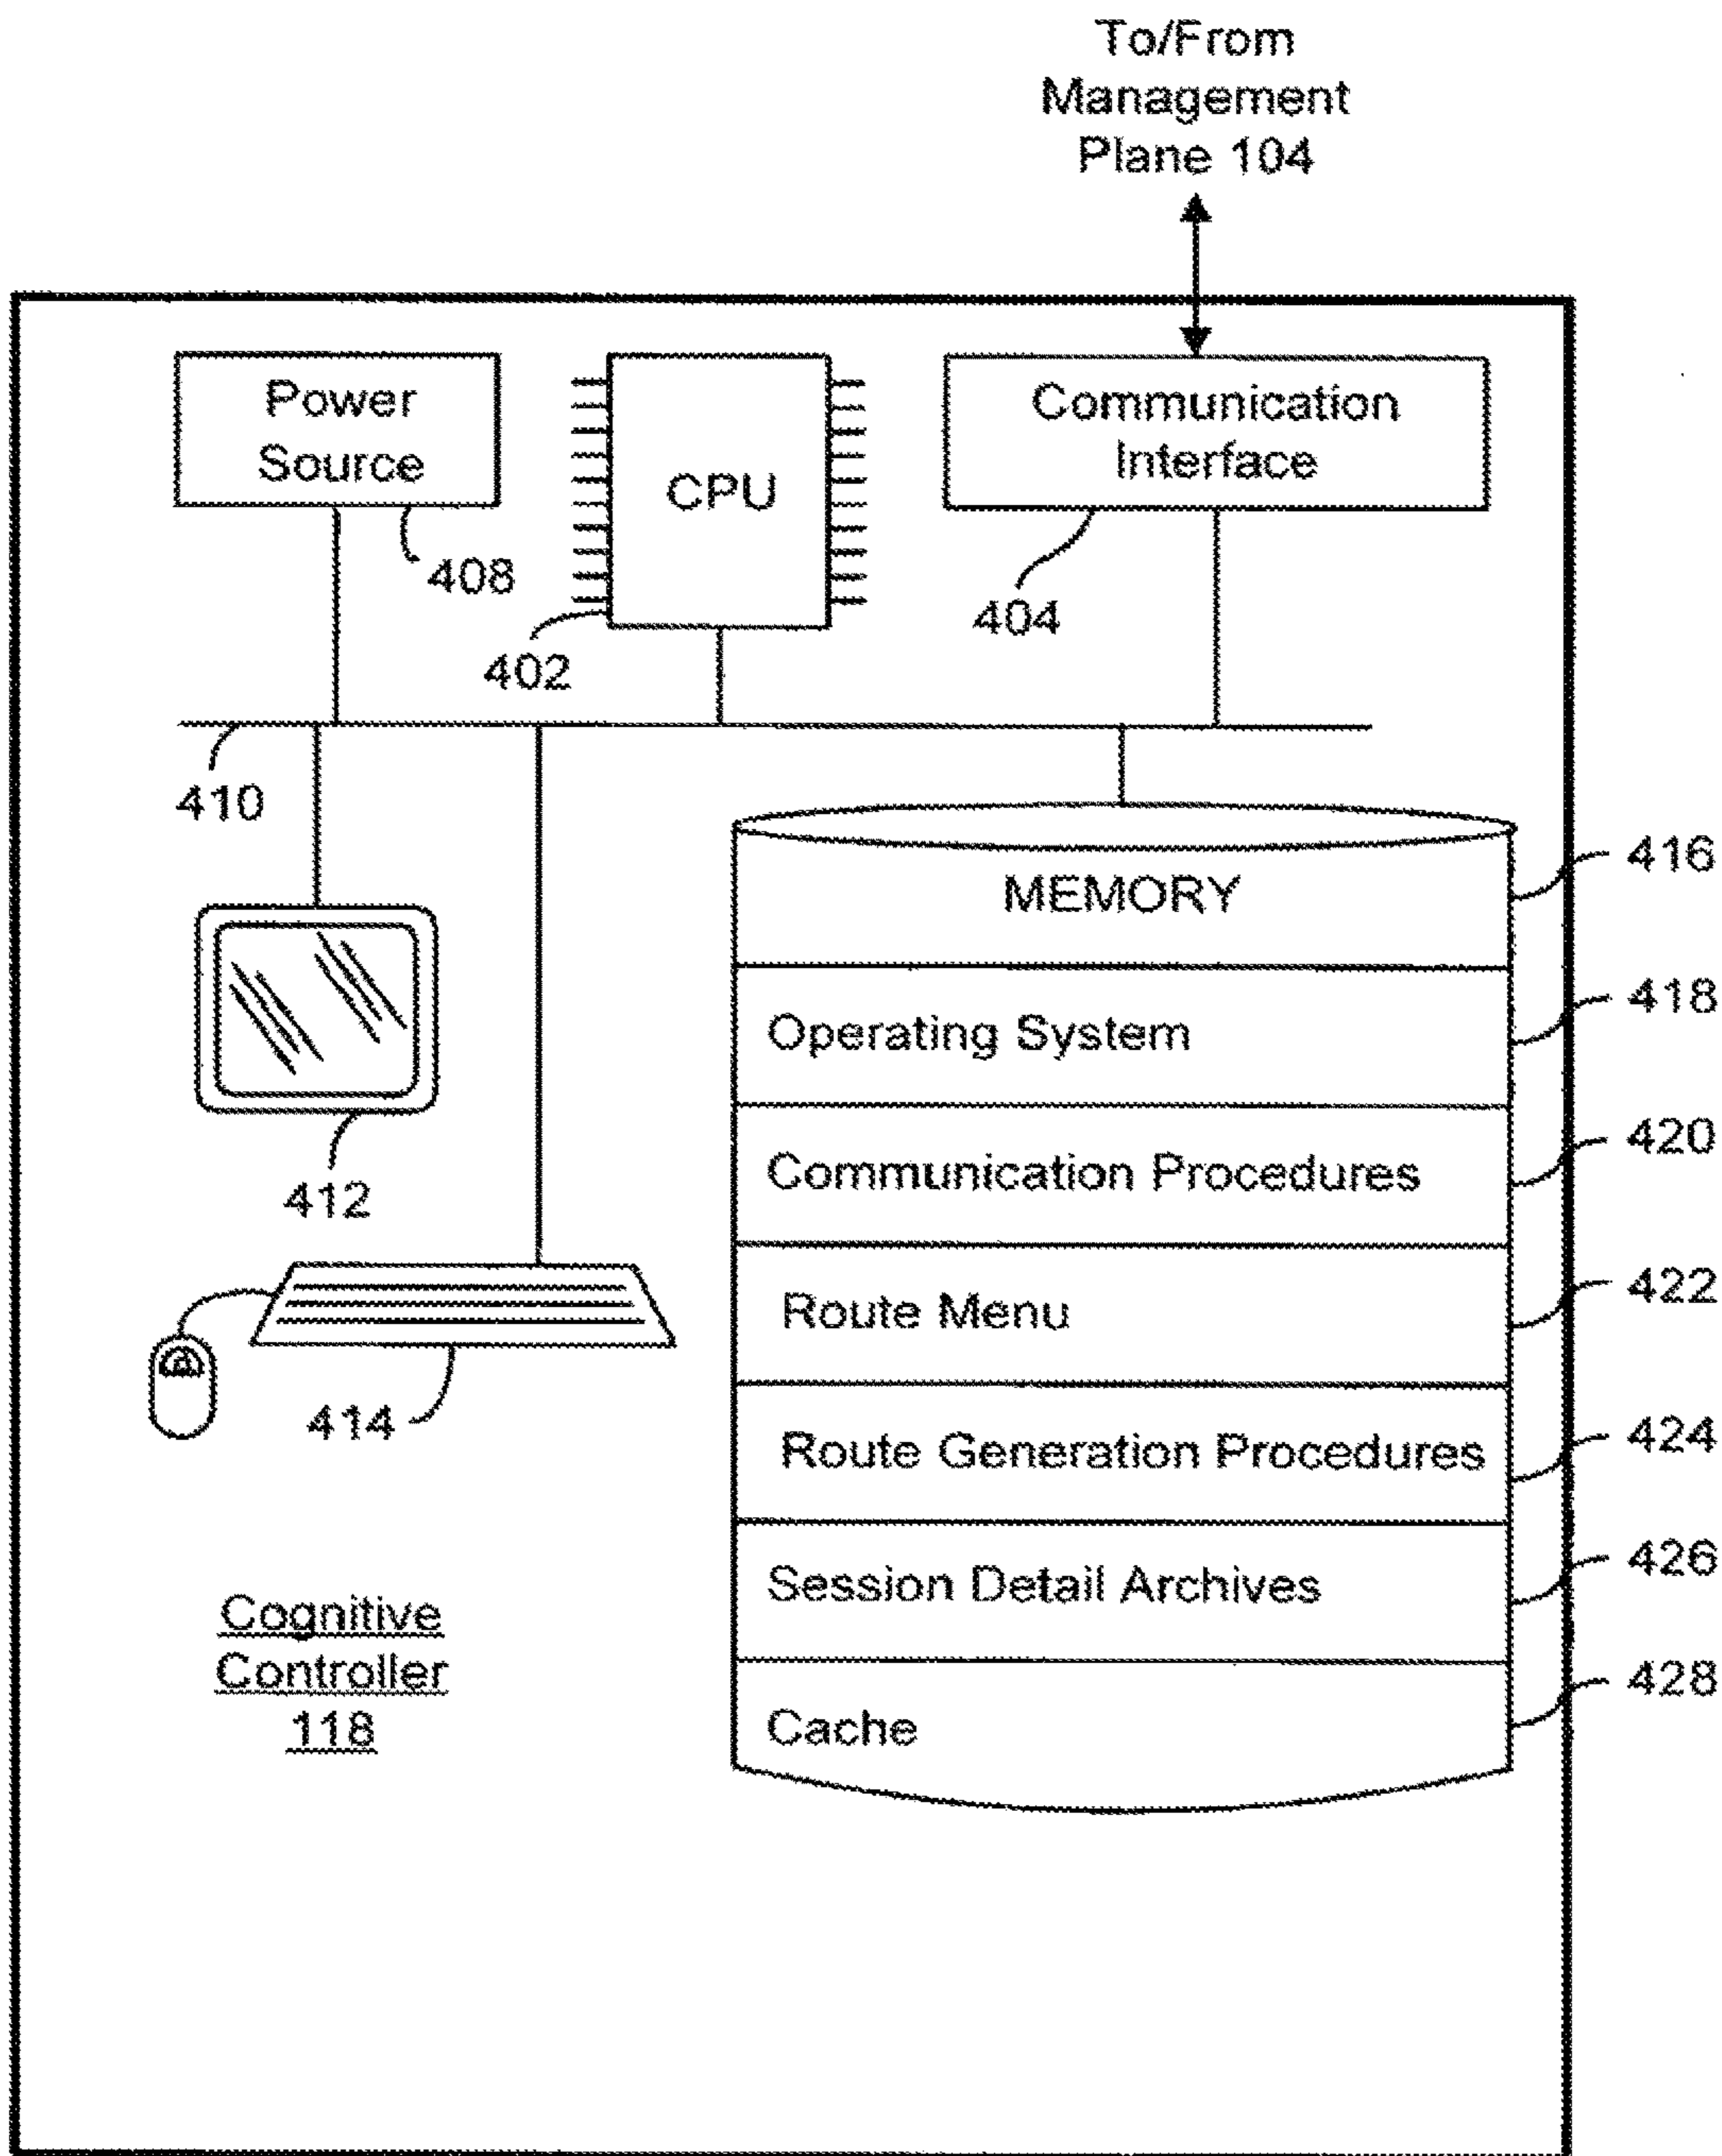 To/From
Management
Plane 104
Power
Source
CPU
Communication
Interface
408
402
404
410
MEMORY
416
Operating System
418
412
Communication Procedures
420
Route Menu
422
414
Route Generation Procedures
424
Session Detail Archives
426
Cognitive
Controller
118
Cache
428